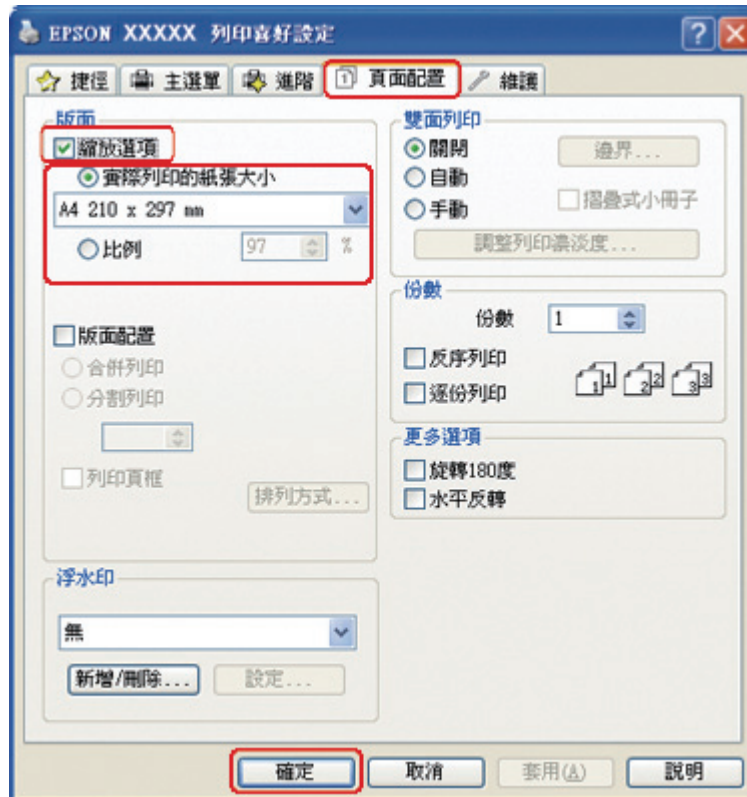 EPSON XXXXX 列印喜好設定
捷徑 主選單 進階 1 頁面配置 維護
版面
縮放選項
實際列印的紙張大小
A4 210 x 297 mm
比例 97 %
版面配置
合併列印
分割列印
列印頁框
排列方式...
浮水印
無
新增/刪除... 設定...
雙面列印
關閉 邊界...
自動
手動 摺疊式小冊子
調整列印濃淡度...
份數
份數 1
反序列印
逐份列印
1 1 2 2 3 3
更多選項
旋轉180度
水平反轉
確定 取消 套用(A) 說明